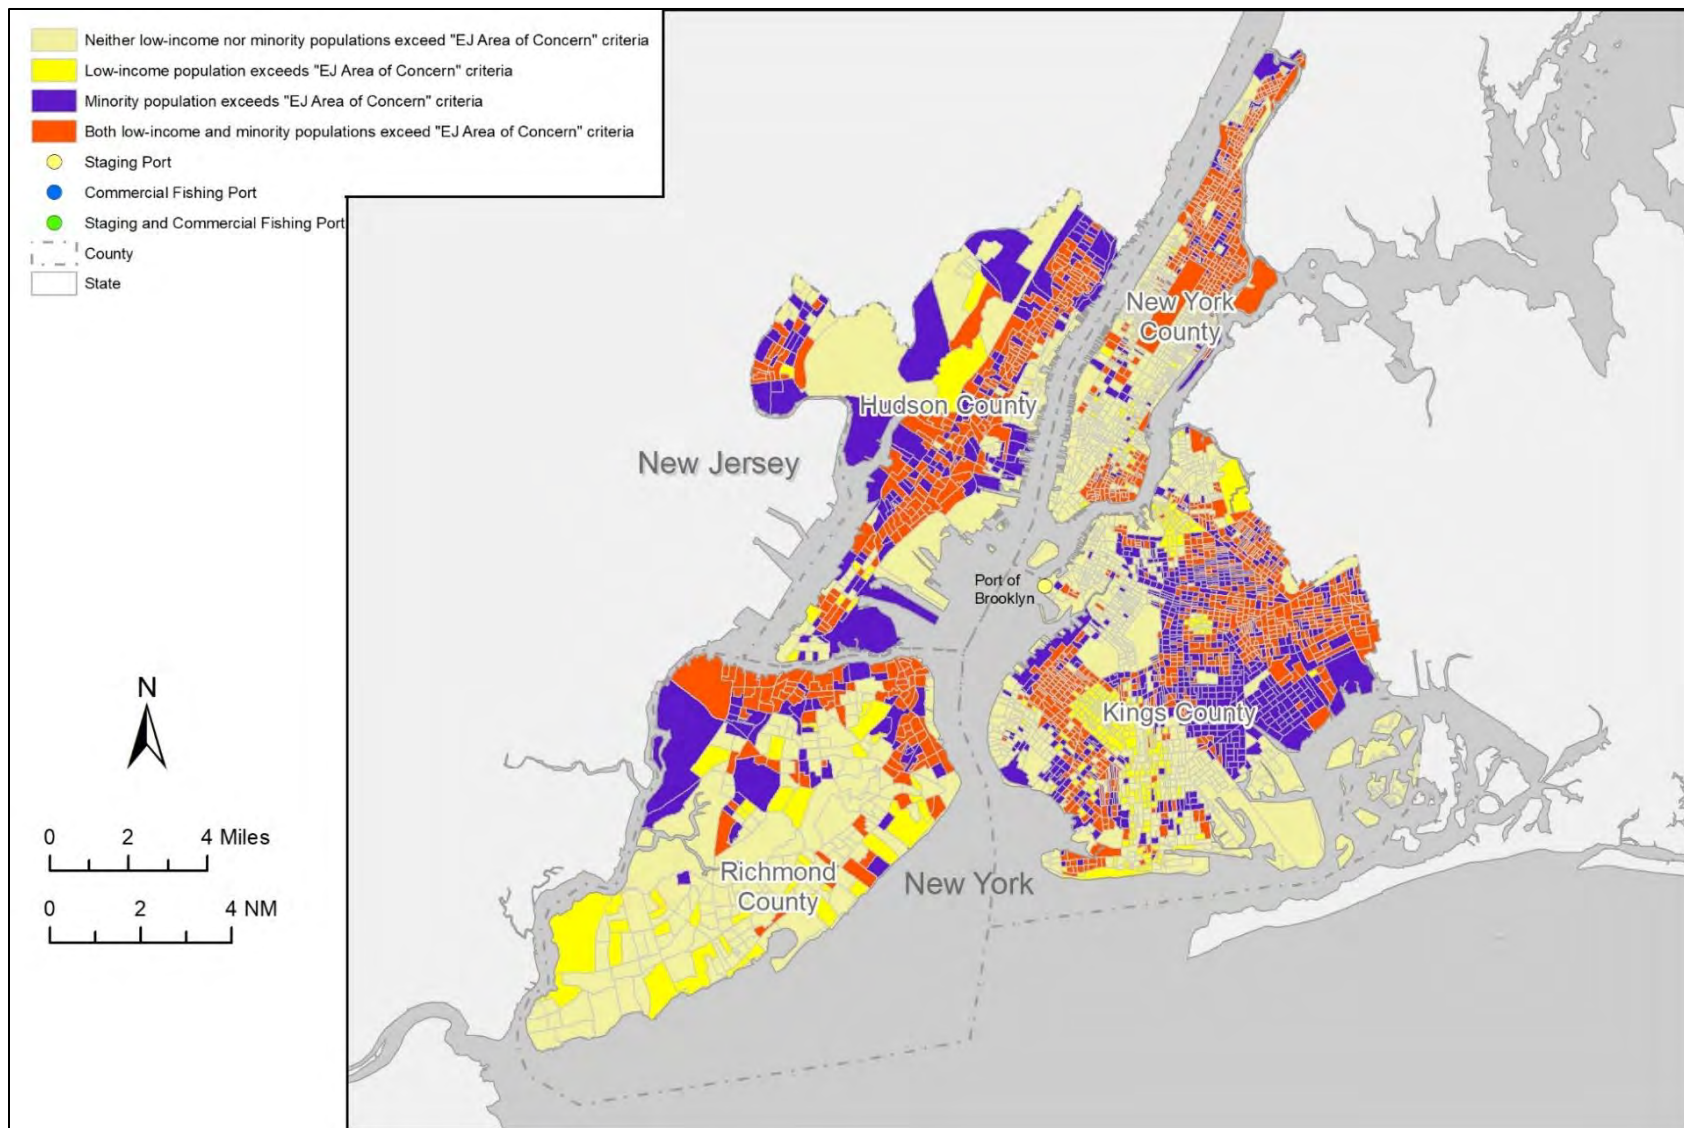 Neither low-income nor minority populations exceed "EJ Area of Concern" criteria
Low-income population exceeds "EJ Area of Concern" criteria
Minority population exceeds "EJ Area of Concern" criteria
Both low-income and minority populations exceed "EJ Area of Concern" criteria
Staging Port
Commercial Fishing Port
Staging and Commercial Fishing Port
County
State
New York
County
Hudson County
New Jersey
Port of
Brooklyn
Kings County
Richmond
County
New York
N
0 2 4 Miles
0 2 4 NM